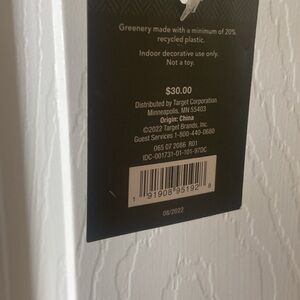 Greenery made with a minimum of 20%
recycled plastic.
Indoor decorative use only.
Not a toy.
$30.00
Distributed by Target Corporation
Minneapolis, MN 55403
Origin: China
©2022 Target Brands, Inc.
Guest Services 1-800-440-0680
065 07 2086 R01
IDC-001731-01-101-97DC
1 91908 95192 8
08/2022